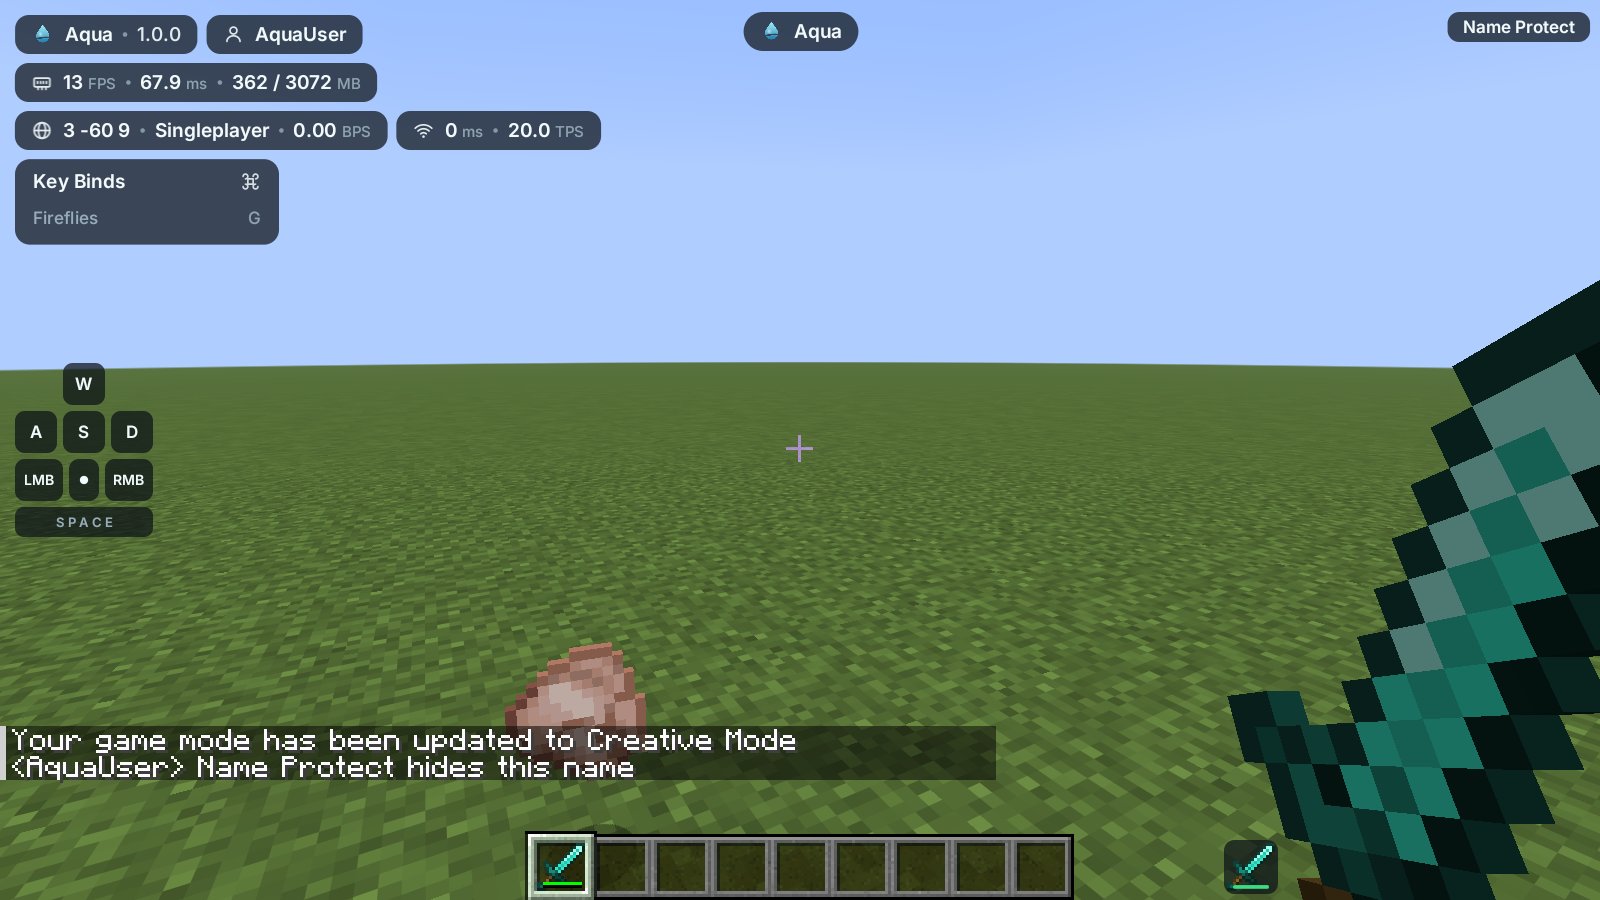 Aqua • 1.0.0
AquaUser
Aqua
Name Protect
13 FPS • 67.9 ms • 362 / 3072 MB
3 -60 9 • Singleplayer • 0.00 BPS
0 ms • 20.0 TPS
Key Binds
Fireflies G
W
A S D
LMB RMB
SPACE
Your game mode has been updated to Creative Mode
<AquaUser> Name Protect hides this name